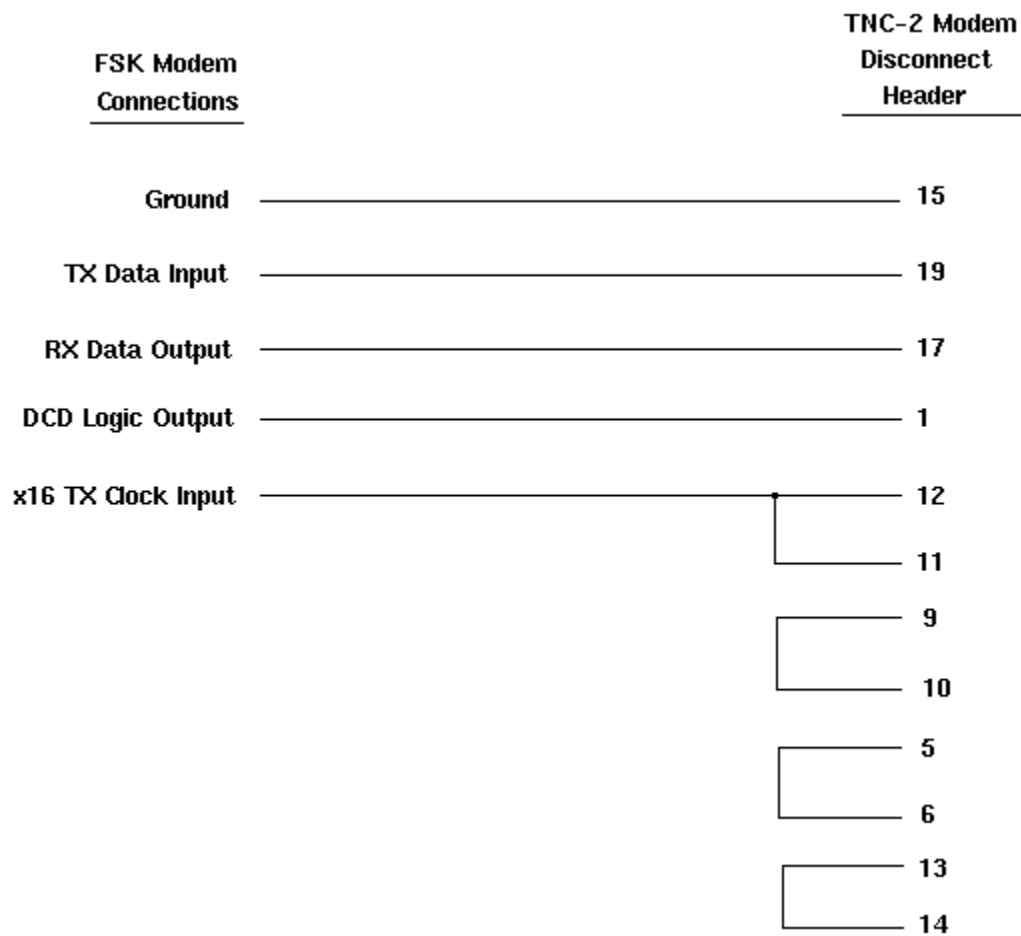 FSK Modem
Connections
TNC-2 Modem
Disconnect
Header
Ground 15
TX Data Input 19
RX Data Output 17
DCD Logic Output 1
x16 TX Clock Input 12
11
9
10
5
6
13
14